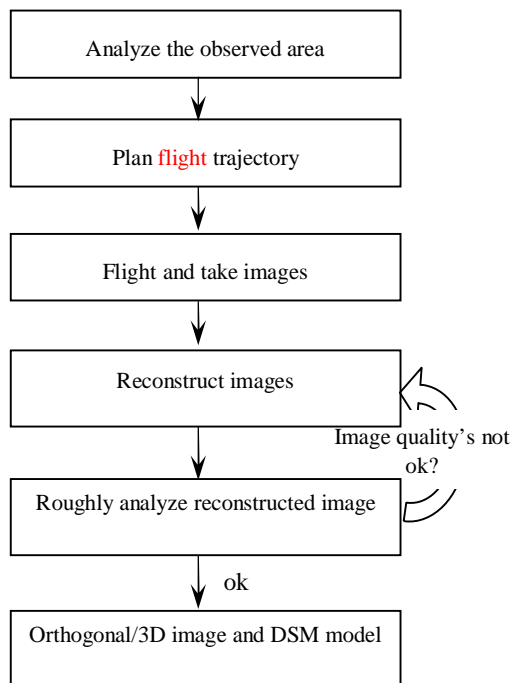 Analyze the observed area
Plan flight trajectory
Flight and take images
Reconstruct images
Image quality’s not
ok?
Roughly analyze reconstructed image
ok
Orthogonal/3D image and DSM model